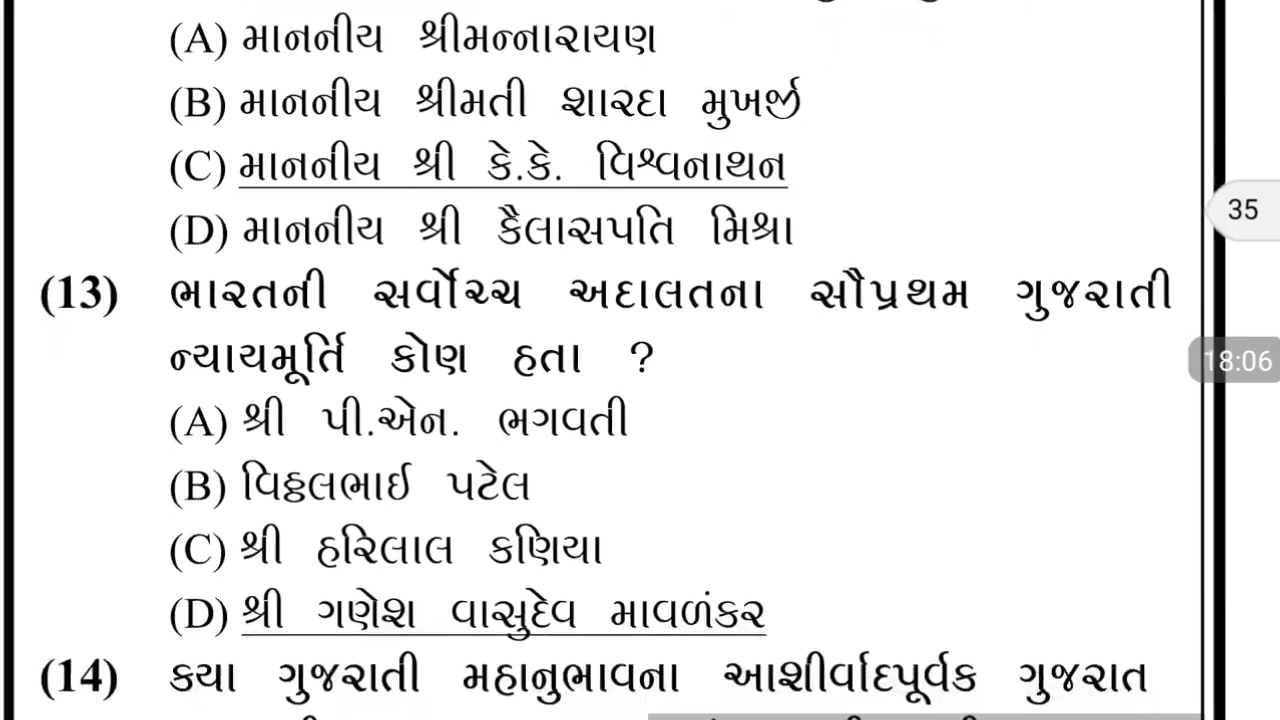 (A) માનનીય શ્રીમન્નારાયણ
(B) માનનીય શ્રીમતી શારદા મુખર્જી
(C) માનનીય શ્રી કે.કે. વિશ્વનાથન
(D) માનનીય શ્રી કૈલાસપતિ મિશ્રા
35
(13) ભારતની સર્વોચ્ચ અદાલતના સૌપ્રથમ ગુજરાતી
ન્યાયમૂર્તિ કોણ હતા ?
18:06
(A) શ્રી પી.એન. ભગવતી
(B) વિઠ્ઠલભાઈ પટેલ
(C) શ્રી હરિલાલ કણિયા
(D) શ્રી ગણેશ વાસુદેવ માવળંકર
(14) કયા ગુજરાતી મહાનુભાવના આશીર્વાદપૂર્વક ગુજરાત